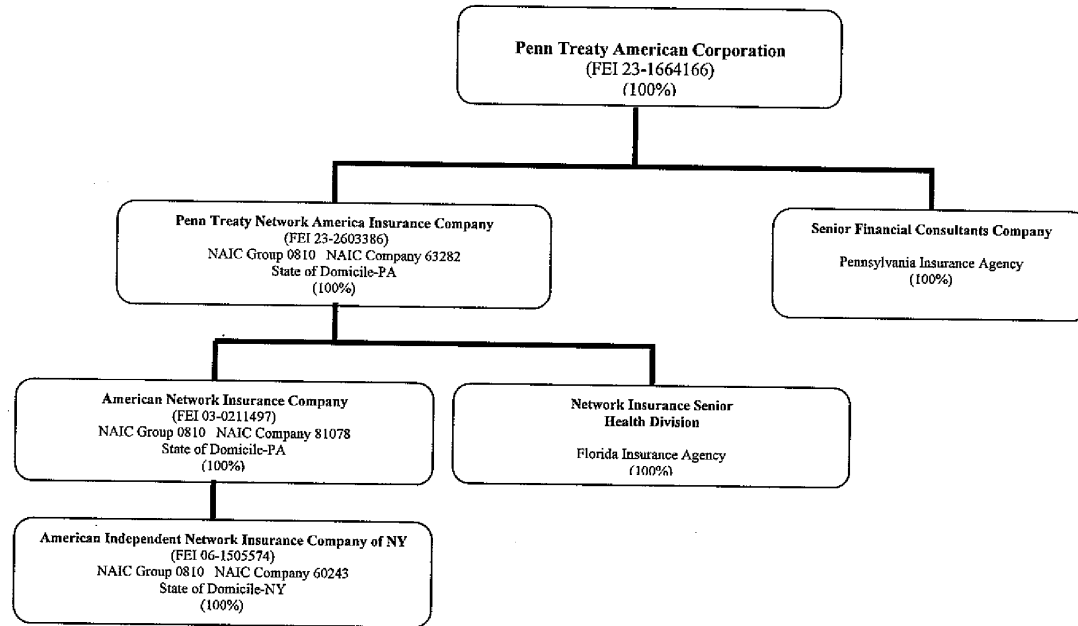 Penn Treaty American Corporation
(FEI 23-1664166)
(100%)
Penn Treaty Network America Insurance Company
(FEI 23-2603386)
NAIC Group 0810 NAIC Company 63282
State of Domicile-PA
(100%)
Senior Financial Consultants Company
Pennsylvania Insurance Agency
(100%)
American Network Insurance Company
(FEI 03-0211497)
NAIC Group 0810 NAIC Company 81078
State of Domicile-PA
(100%)
Network Insurance Senior
Health Division
Florida Insurance Agency
(100%)
American Independent Network Insurance Company of NY
(FEI 06-1505574)
NAIC Group 0810 NAIC Company 60243
State of Domicile-NY
(100%)